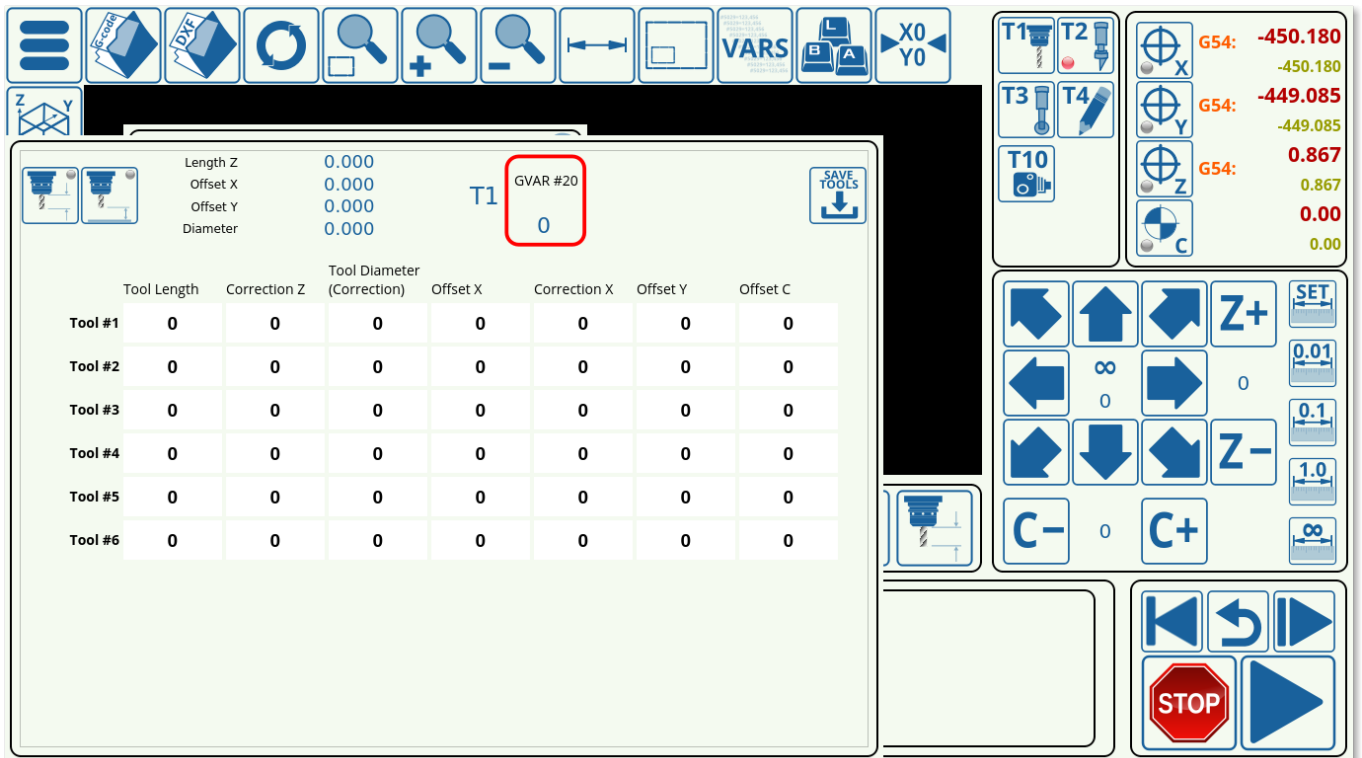 G-code
DXF
VARS
L
B A
X0
Y0
Z Y
T1 T2
T3 T4
T10
X G54: -450.180
-450.180
Y G54: -449.085
-449.085
Z G54: 0.867
0.867
C 0.00
0.00
Length Z 0.000
Offset X 0.000
Offset Y 0.000
Diameter 0.000
T1
GVAR #20
0
SAVE
TOOLS
Tool Length Correction Z Tool Diameter (Correction) Offset X Correction X Offset Y Offset C
Tool #1 0 0 0 0 0 0 0
Tool #2 0 0 0 0 0 0 0
Tool #3 0 0 0 0 0 0 0
Tool #4 0 0 0 0 0 0 0
Tool #5 0 0 0 0 0 0 0
Tool #6 0 0 0 0 0 0 0
Z+ SET
0.01
∞
0 0
0.1
Z-
1.0
C- 0 C+
∞
STOP